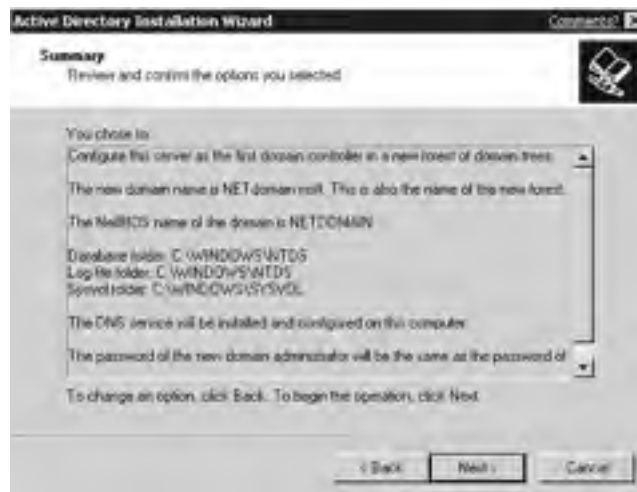 Active Directory Installation Wizard
Comments?
Summary
Review and confirm the options you selected.
You chose to:
Configure this server as the first domain controller in a new forest of domain trees.
The new domain name is NETdomain. This is also the name of the new forest.
The NetBIOS name of the domain is NETDOMAIN
Database folder: C:\WINDOWS\NTDS
Log file folder: C:\WINDOWS\NTDS
Sysvol folder: C:\WINDOWS\SYSVOL
The DNS service will be installed and configured on this computer.
The password of the new domain administrator will be the same as the password of
To change an option, click Back. To begin the operation, click Next.
< Back
Next >
Cancel